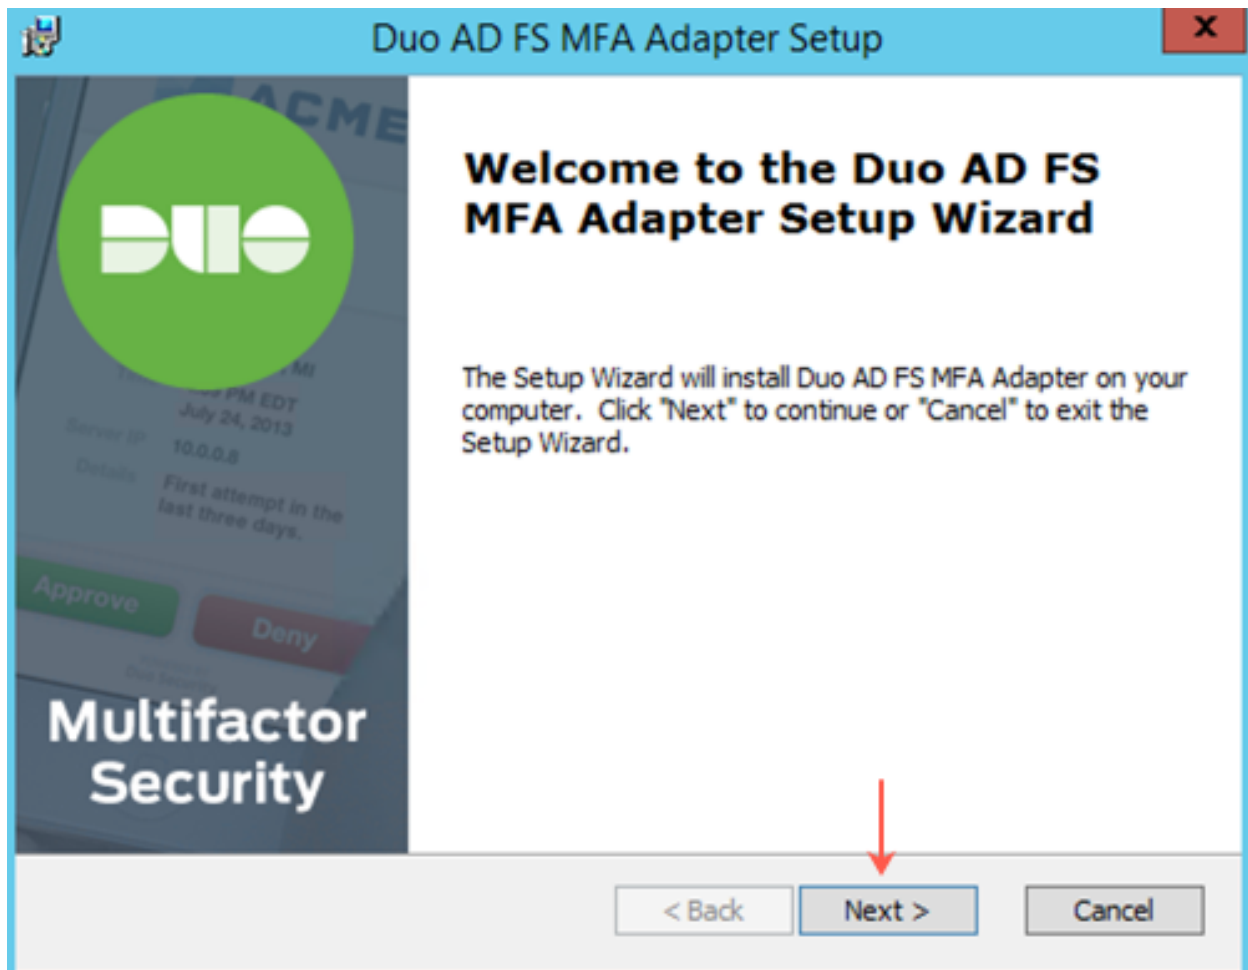 Duo AD FS MFA Adapter Setup
x
ACME
DUO
Welcome to the Duo AD FS
MFA Adapter Setup Wizard
The Setup Wizard will install Duo AD FS MFA Adapter on your
computer.  Click "Next" to continue or "Cancel" to exit the
Setup Wizard.
MI
PM EDT
July 24, 2013
Server IP 10.0.0.8
Details First attempt in the
last three days.
Approve Deny
Multifactor
Security
< Back Next > Cancel